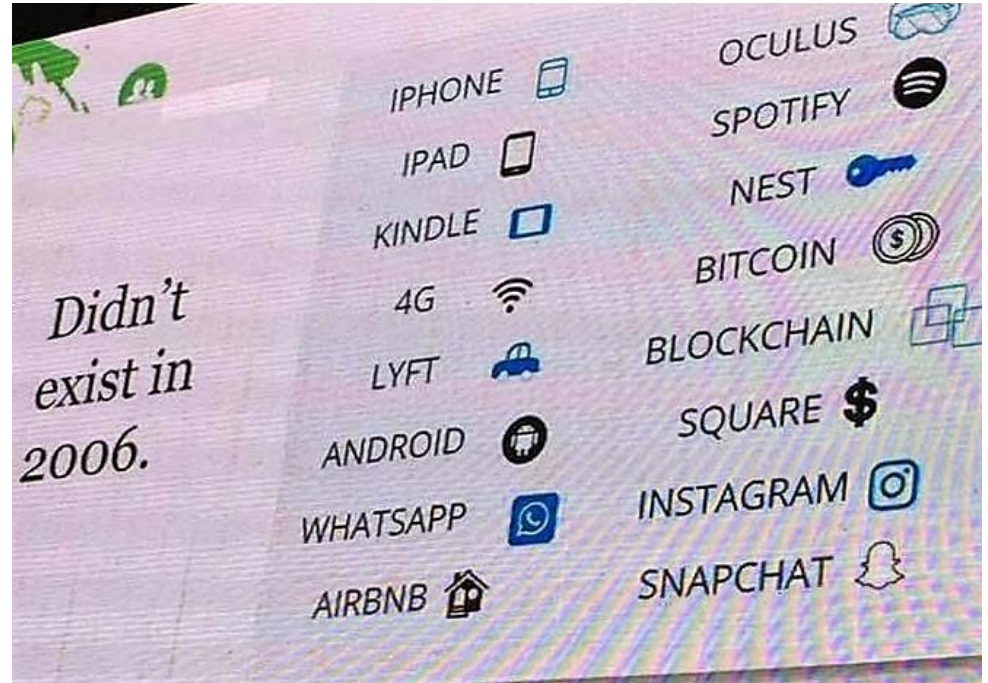 Didn't
exist in
2006.
IPHONE
IPAD
KINDLE
4G
LYFT
ANDROID
WHATSAPP
AIRBNB
OCULUS
SPOTIFY
NEST
BITCOIN
BLOCKCHAIN
SQUARE
INSTAGRAM
SNAPCHAT